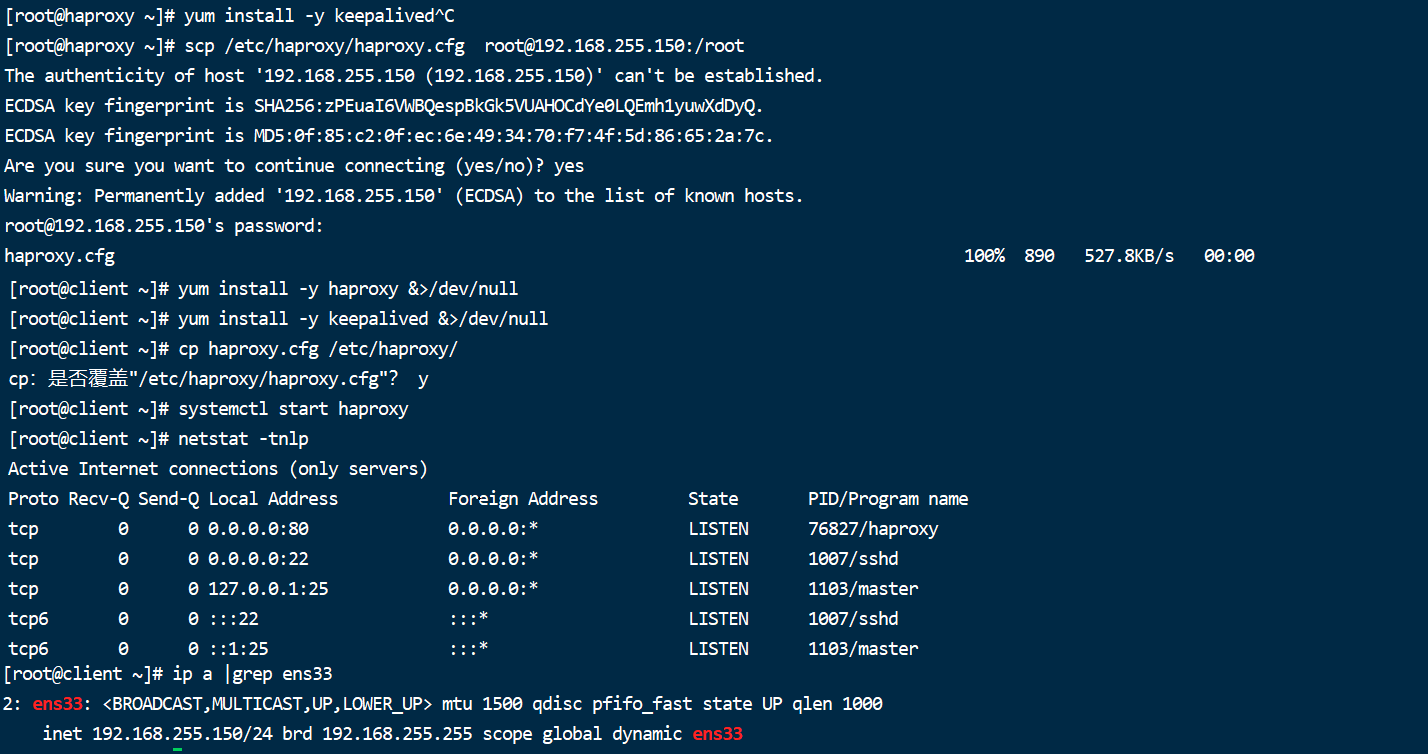 [root@haproxy ~]# yum install -y keepalived^C
[root@haproxy ~]# scp /etc/haproxy/haproxy.cfg  root@192.168.255.150:/root
The authenticity of host '192.168.255.150 (192.168.255.150)' can't be established.
ECDSA key fingerprint is SHA256:zPEuaI6VWBQespBkGk5VUAHOCdYe0LQEmh1yuwXdDyQ.
ECDSA key fingerprint is MD5:0f:85:c2:0f:ec:6e:49:34:70:f7:4f:5d:86:65:2a:7c.
Are you sure you want to continue connecting (yes/no)? yes
Warning: Permanently added '192.168.255.150' (ECDSA) to the list of known hosts.
root@192.168.255.150's password:
haproxy.cfg 100% 890 527.8KB/s 00:00
[root@client ~]# yum install -y haproxy &>/dev/null
[root@client ~]# yum install -y keepalived &>/dev/null
[root@client ~]# cp haproxy.cfg /etc/haproxy/
cp：是否覆盖"/etc/haproxy/haproxy.cfg"？ y
[root@client ~]# systemctl start haproxy
[root@client ~]# netstat -tnlp
Active Internet connections (only servers)
Proto Recv-Q Send-Q Local Address Foreign Address State PID/Program name
tcp 0 0 0.0.0.0:80 0.0.0.0:* LISTEN 76827/haproxy
tcp 0 0 0.0.0.0:22 0.0.0.0:* LISTEN 1007/sshd
tcp 0 0 127.0.0.1:25 0.0.0.0:* LISTEN 1103/master
tcp6 0 0 :::22 :::* LISTEN 1007/sshd
tcp6 0 0 ::1:25 :::* LISTEN 1103/master
[root@client ~]# ip a |grep ens33
2: ens33: <BROADCAST,MULTICAST,UP,LOWER_UP> mtu 1500 qdisc pfifo_fast state UP qlen 1000
inet 192.168.255.150/24 brd 192.168.255.255 scope global dynamic ens33